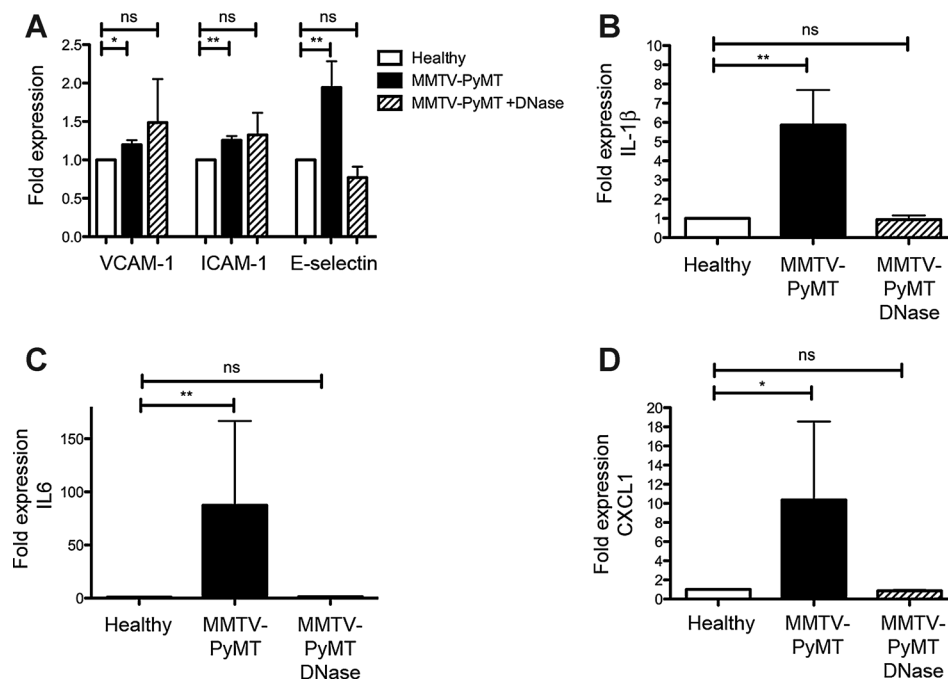 A
ns
ns
ns
*
**
**
Healthy
MMTV-PyMT
MMTV-PyMT +DNase
Fold expression
2.5
2.0
1.5
1.0
0.5
0.0
VCAM-1
ICAM-1
E-selectin
B
ns
**
Fold expression
IL-1β
10
9
8
7
6
5
4
3
2
1
0
Healthy
MMTV-
PyMT
MMTV-
PyMT
DNase
C
ns
**
Fold expression
IL6
150
100
50
0
Healthy
MMTV-
PyMT
MMTV-
PyMT
DNase
D
ns
*
Fold expression
CXCL1
20
18
16
14
12
10
8
6
4
2
0
Healthy
MMTV-
PyMT
MMTV-
PyMT
DNase